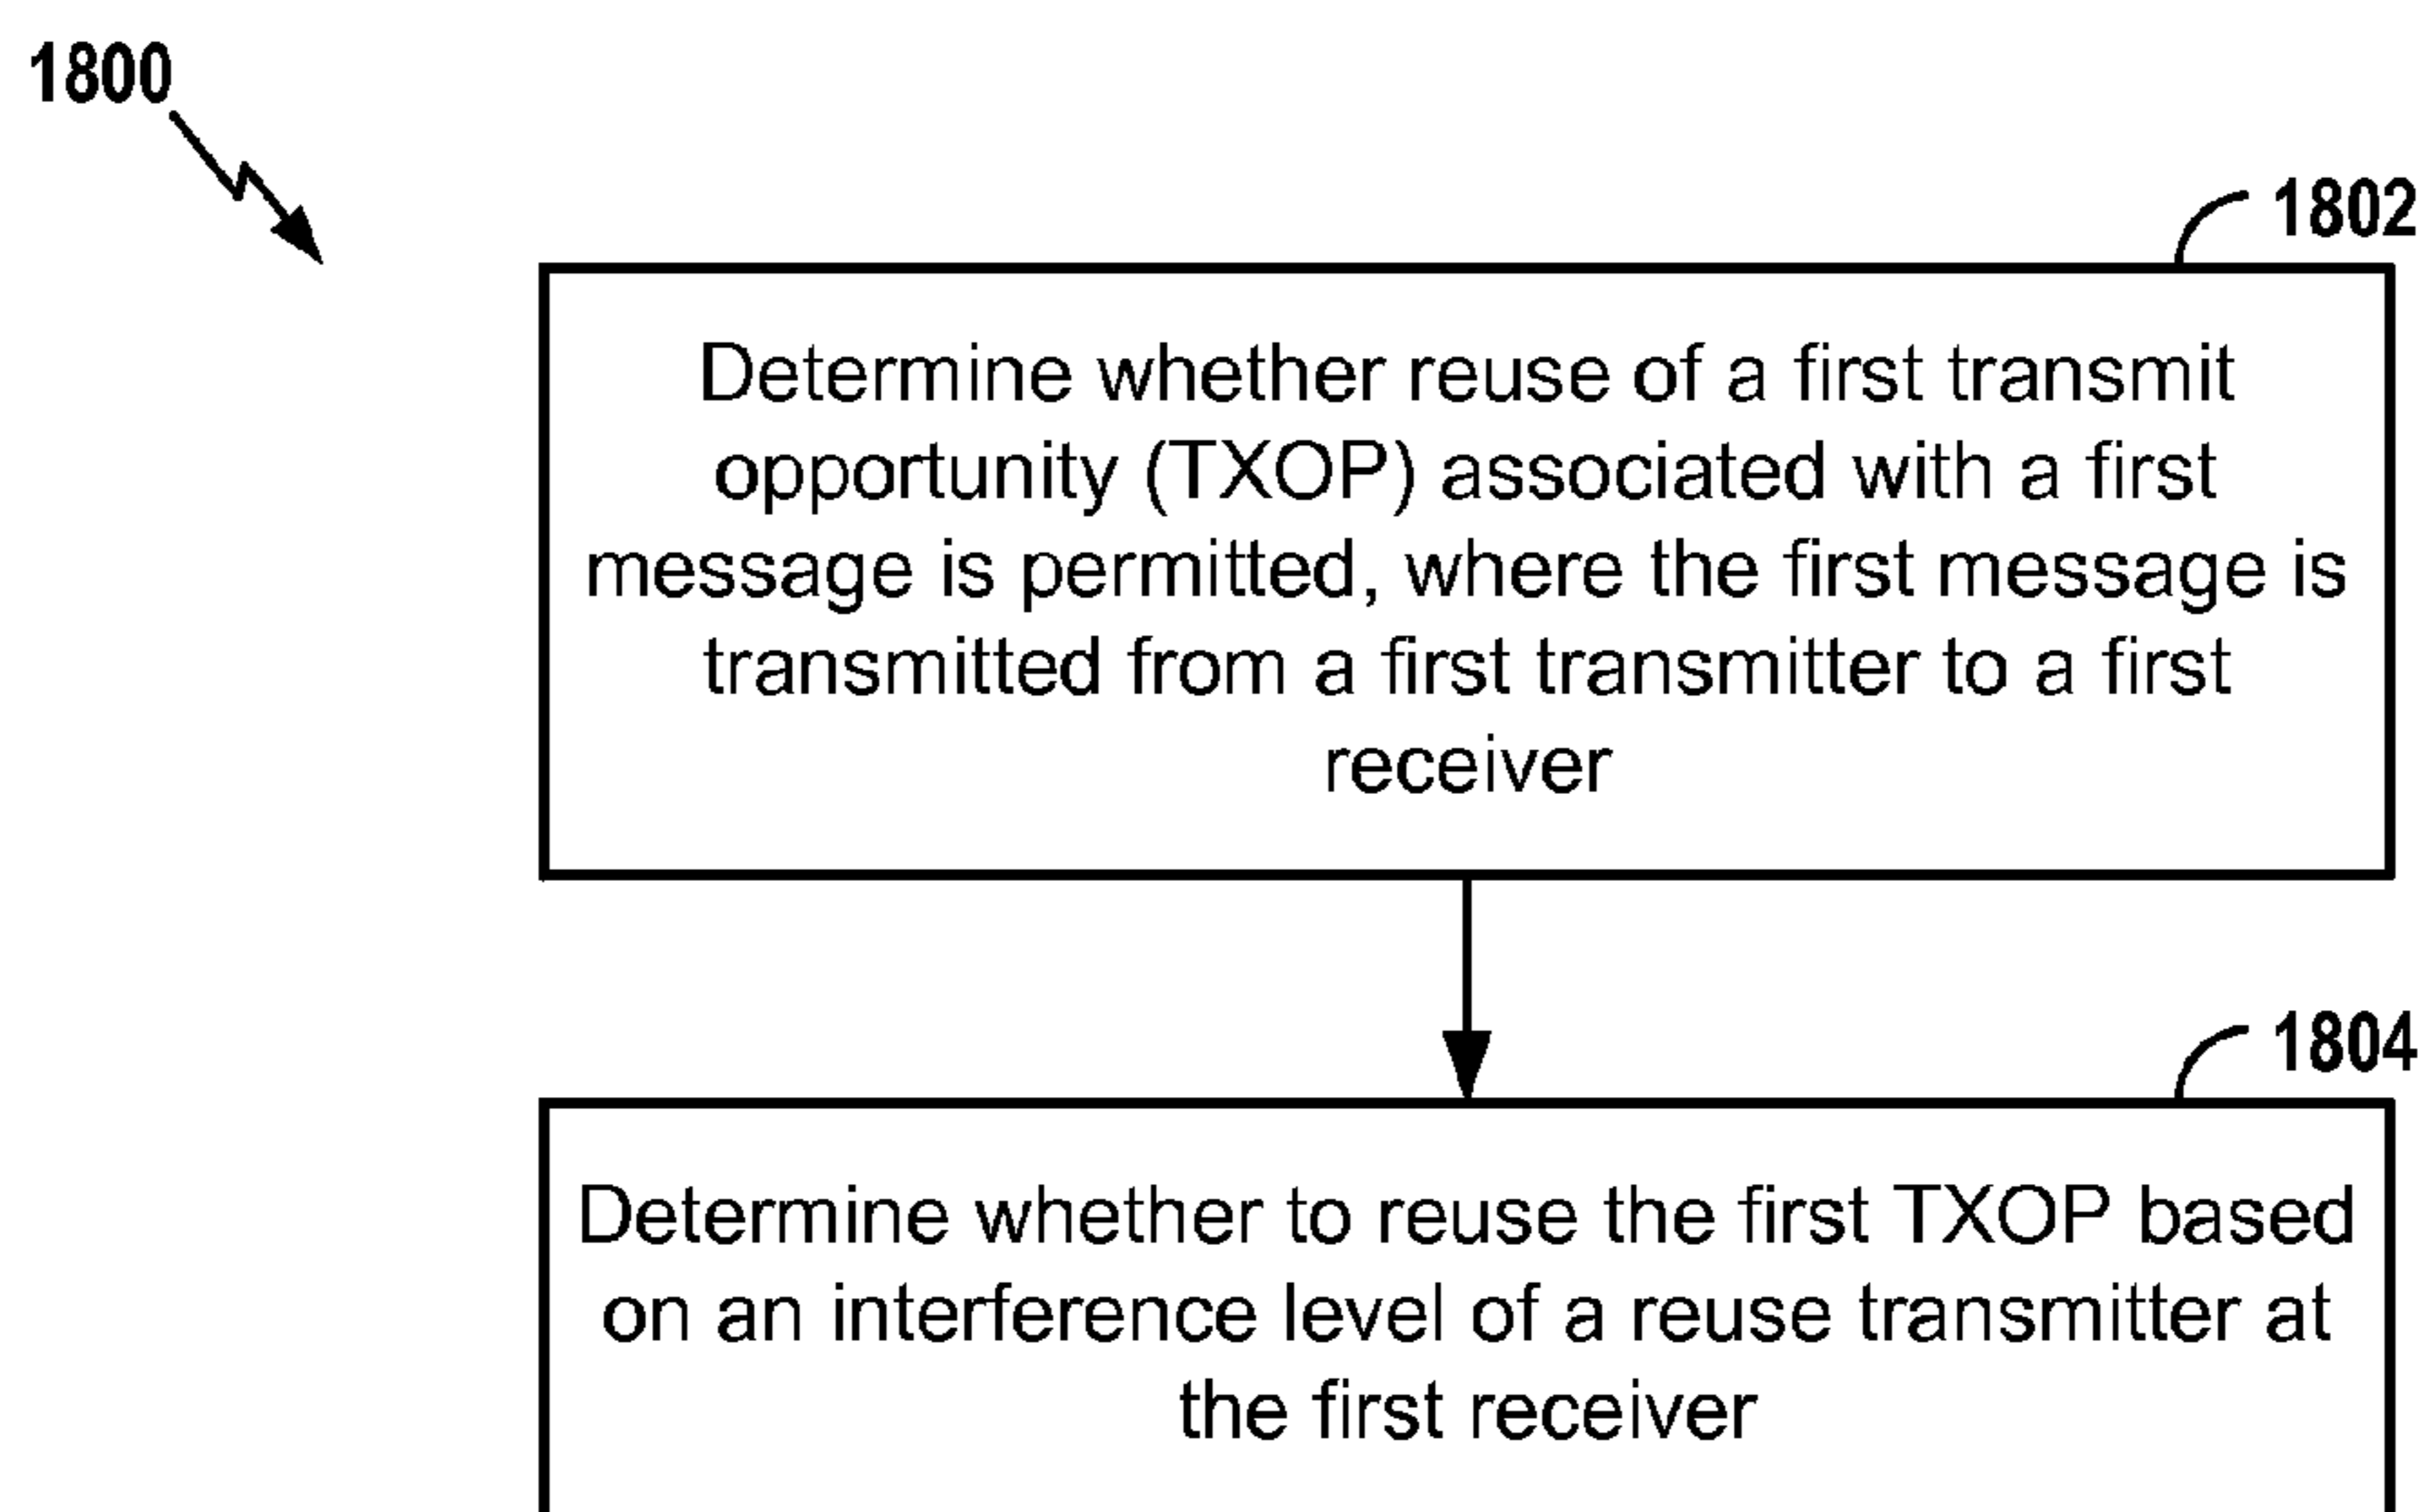 1800
1802
Determine whether reuse of a first transmit
opportunity (TXOP) associated with a first
message is permitted, where the first message is
transmitted from a first transmitter to a first
receiver
1804
Determine whether to reuse the first TXOP based
on an interference level of a reuse transmitter at
the first receiver